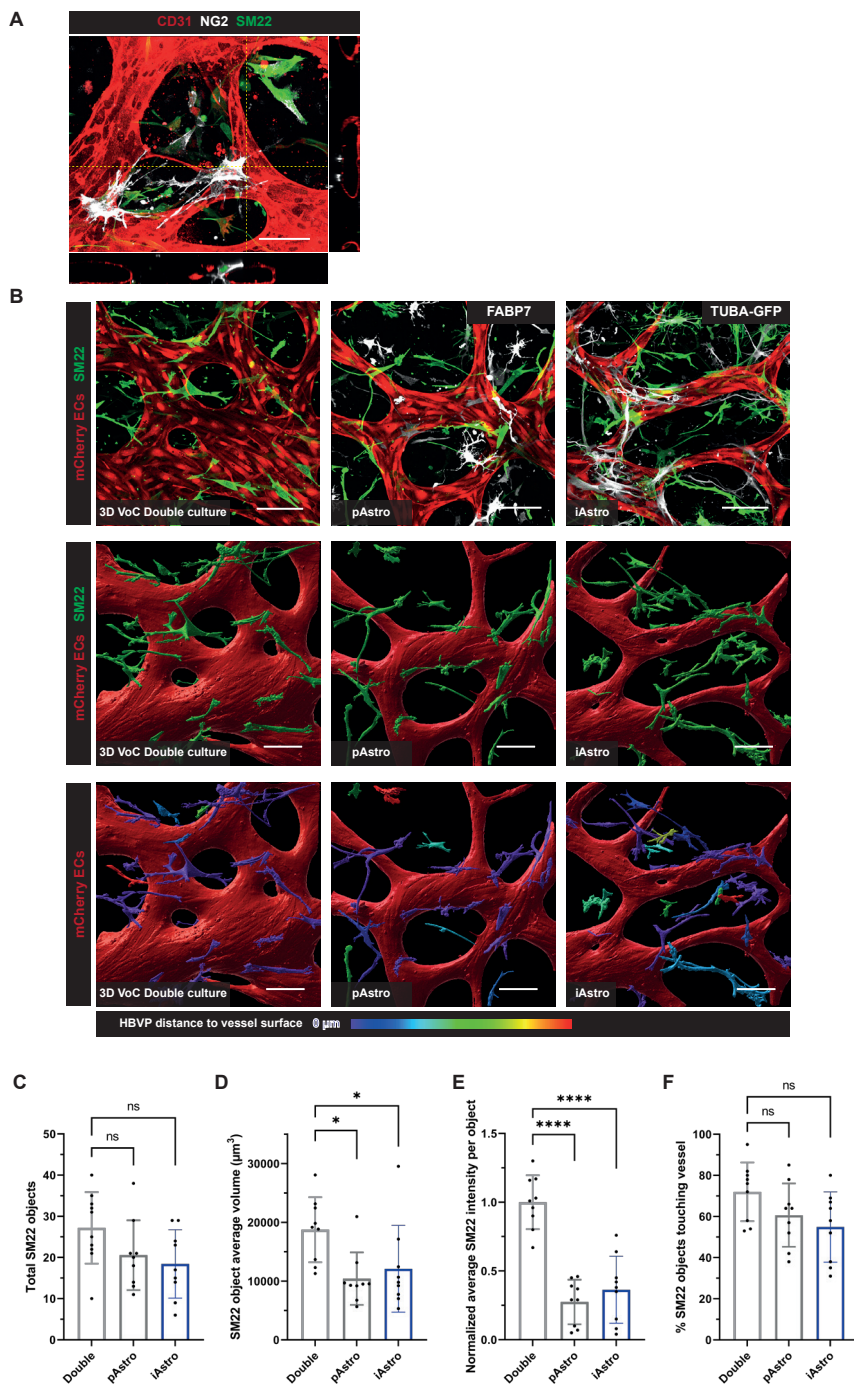 A
CD31 NG2 SM22
B
mCherry ECs SM22
3D VoC Double culture
FABP7
pAstro
TUBA-GFP
iAstro
mCherry ECs SM22
3D VoC Double culture
pAstro
iAstro
mCherry ECs
3D VoC Double culture
pAstro
iAstro
HBVP distance to vessel surface 0 µm
C
ns
ns
Total SM22 objects
50
40
30
20
10
0
Double
pAstro
iAstro
D
*
*
SM22 object average volume (µm³)
30000
20000
10000
0
Double
pAstro
iAstro
E
****
****
Normalized average SM22 intensity per object
1.5
1.0
0.5
0.0
Double
pAstro
iAstro
F
ns
ns
% SM22 objects touching vessel
100
80
60
40
20
0
Double
pAstro
iAstro